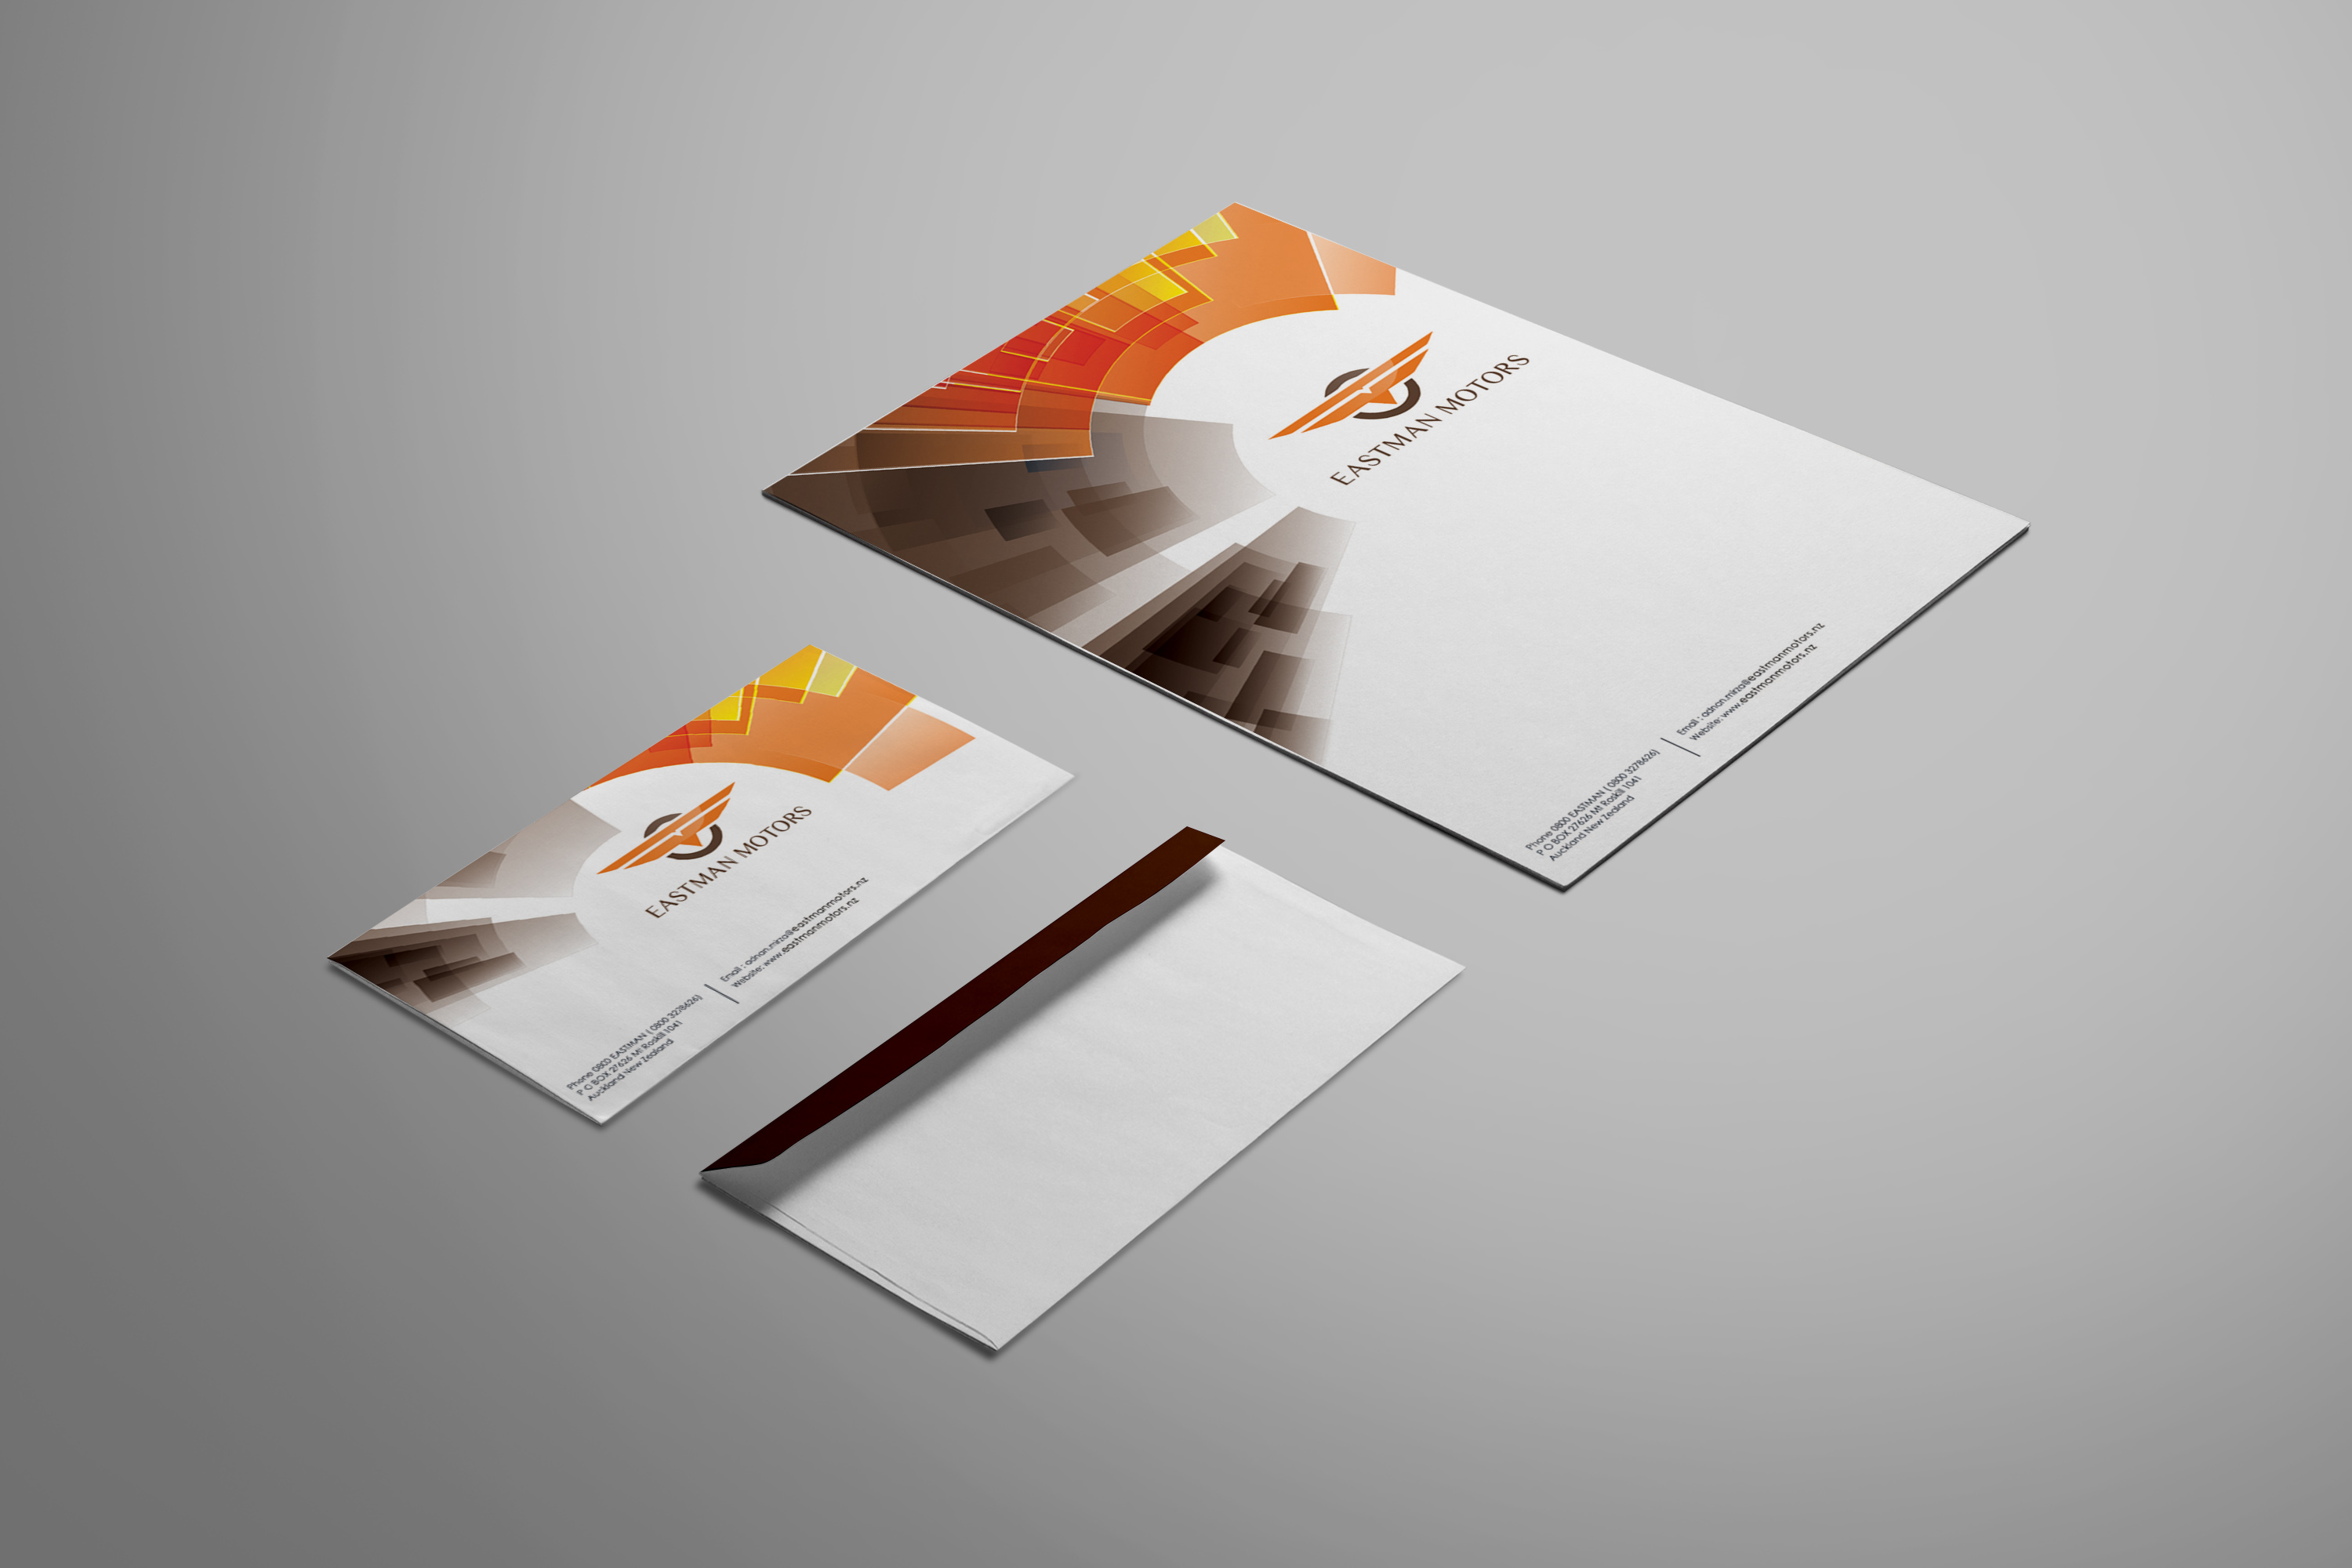 EASTMAN MOTORS
Phone 0800 EASTMAN ( 0800 3278626)
P O BOX 27626 Mt Roskill 1041
Auckland New Zealand
Email : adnan.mirza@eastmanmotors.nz
Website: www.eastmanmotors.nz
EASTMAN MOTORS
Phone 0800 EASTMAN ( 0800 3278626)
P O BOX 27626 Mt Roskill 1041
Auckland New Zealand
Email : adnan.mirza@eastmanmotors.nz
Website: www.eastmanmotors.nz